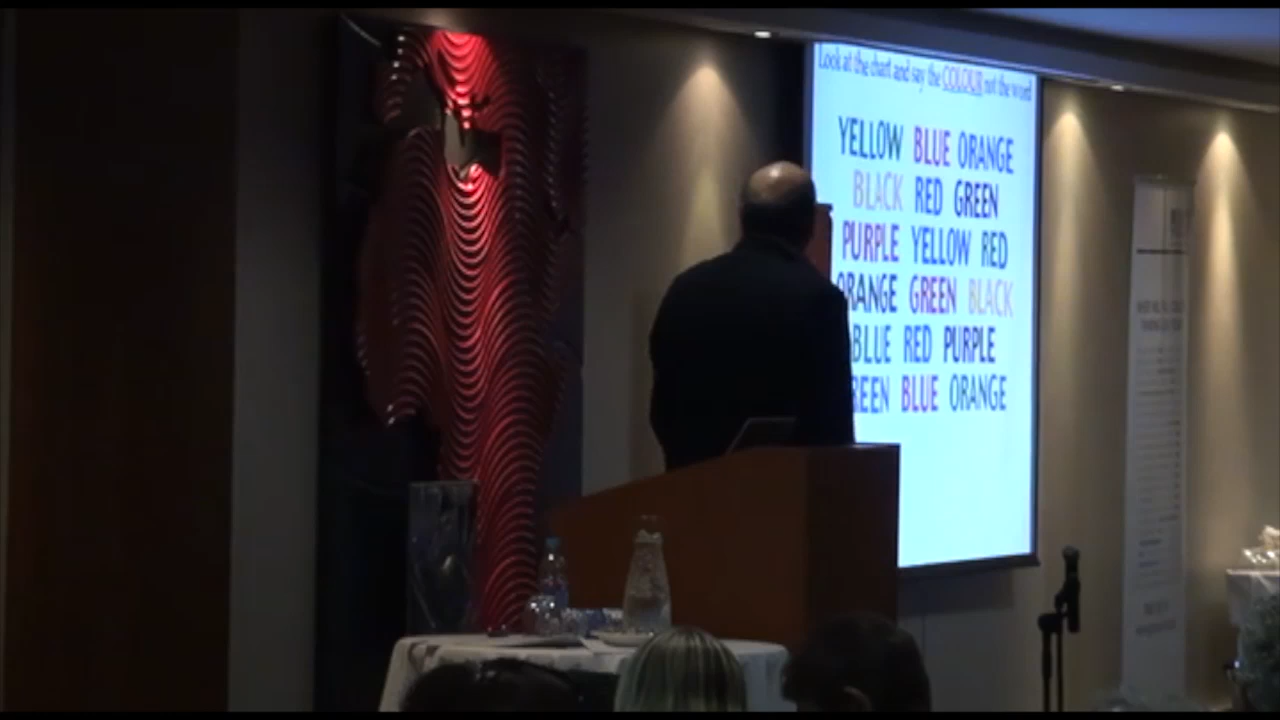 Look at the chart and say the COLOUR not the word
YELLOW BLUE ORANGE
BLACK RED GREEN
PURPLE YELLOW RED
ORANGE GREEN BLACK
BLUE RED PURPLE
REEN BLUE ORANGE